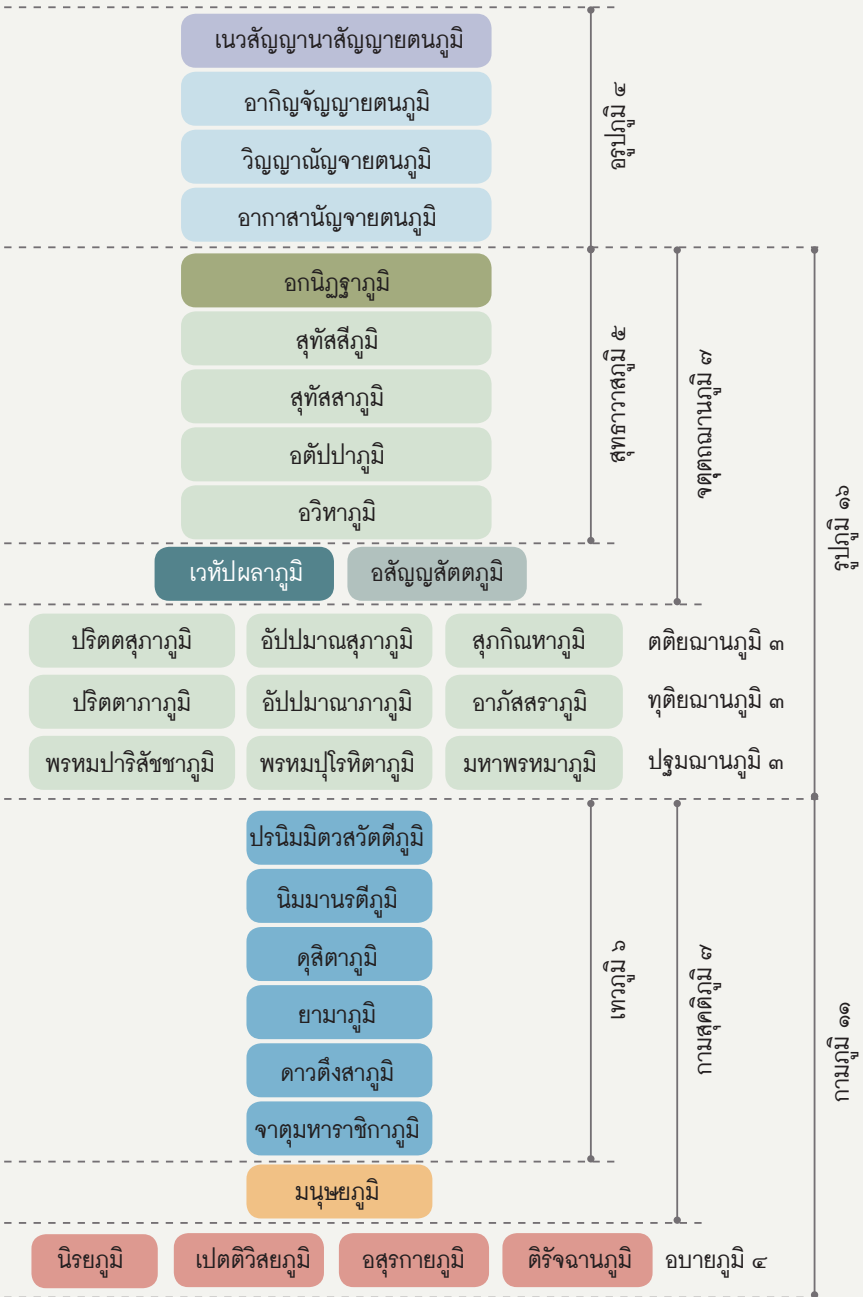 เนวสัญญานาสัญญายตนภูมิ
อากิญจัญญายตนภูมิ
วิญญาณัญจายตนภูมิ
อากาสานัญจายตนภูมิ
อรูปภูมิ ๔
อกนิฏฐาภูมิ
สุทัสสีภูมิ
สุทัสสาภูมิ
อตัปปาภูมิ
อวิหาภูมิ
สุทธาวาสภูมิ ๕
เวหัปผลาภูมิ อสัญญสัตตภูมิ
จตุตถฌานภูมิ ๗
ปริตตสุภาภูมิ อัปปมาณสุภาภูมิ สุภกิณหาภูมิ ตติยฌานภูมิ ๓
ปริตตาภาภูมิ อัปปมาณาภาภูมิ อาภัสสราภูมิ ทุติยฌานภูมิ ๓
พรหมปาริสัชชาภูมิ พรหมปุโรหิตาภูมิ มหาพรหมาภูมิ ปฐมฌานภูมิ ๓
รูปภูมิ ๑๖
ปรนิมมิตวสวัตตีภูมิ
นิมมานรตีภูมิ
ดุสิตาภูมิ
ยามาภูมิ
ดาวตึงสาภูมิ
จาตุมหาราชิกาภูมิ
เทวภูมิ ๖
มนุษยภูมิ
กามสุคติภูมิ ๗
นิรยภูมิ เปตติวิสยภูมิ อสุรกายภูมิ ติรัจฉานภูมิ อบายภูมิ ๔
กามภูมิ ๑๑